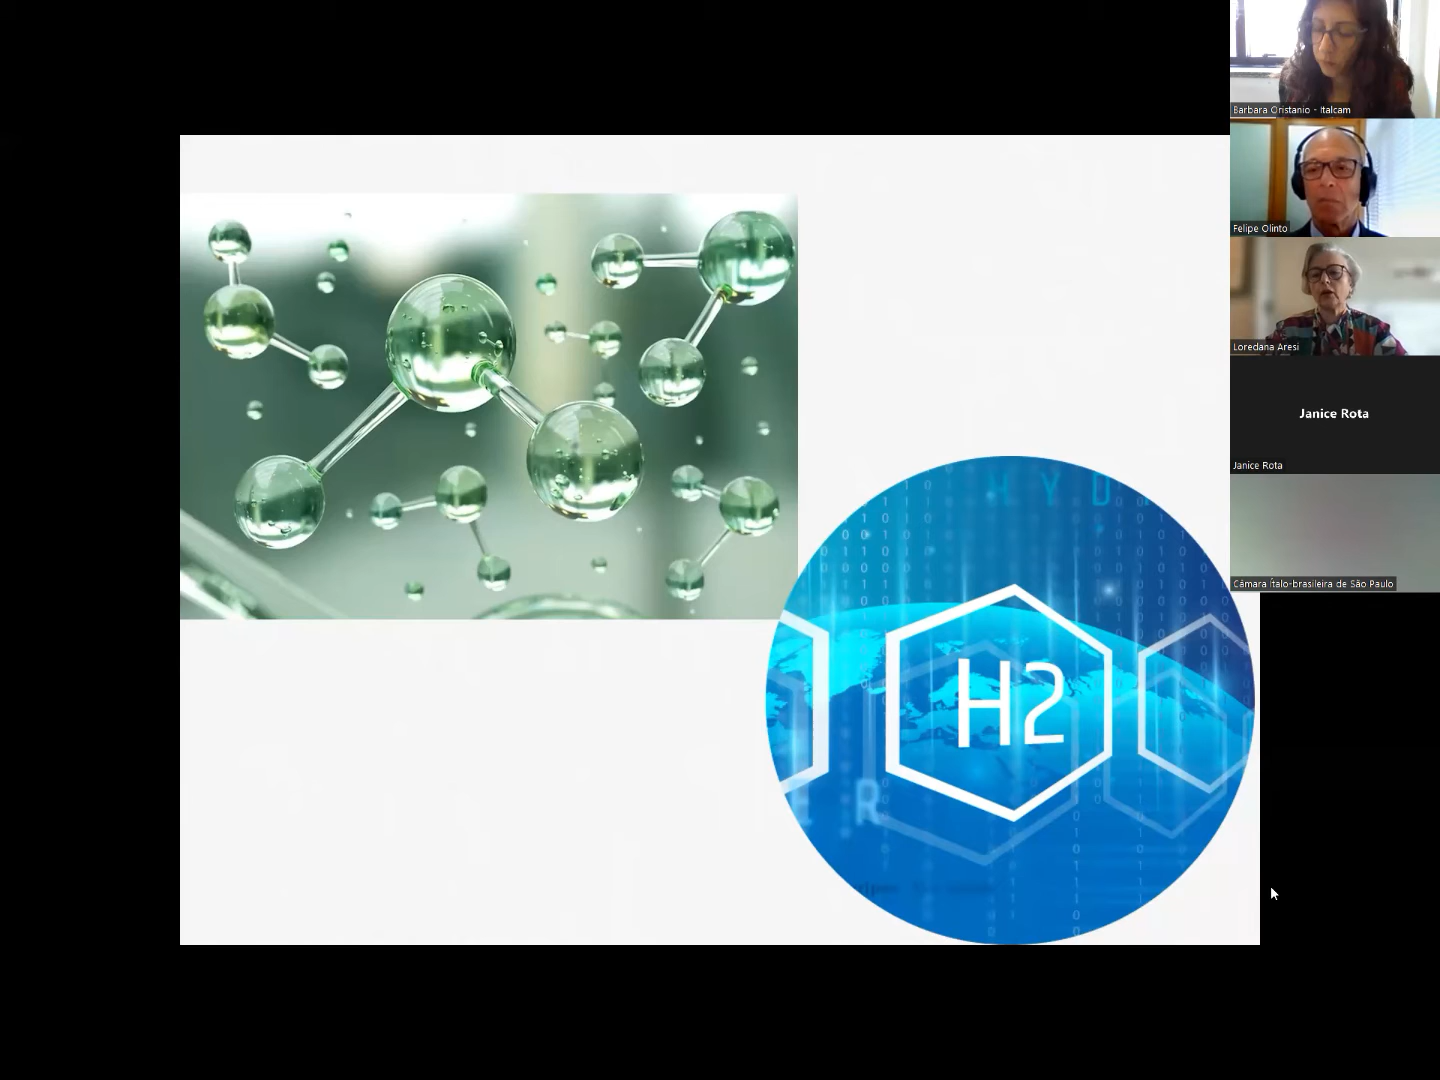 Barbara Oristanio - Italcam
Felipe Olinto
Loredana Aresi
Janice Rota
Janice Rota
Câmara Ítalo-brasileira de São Paulo
H Y D
H2
R